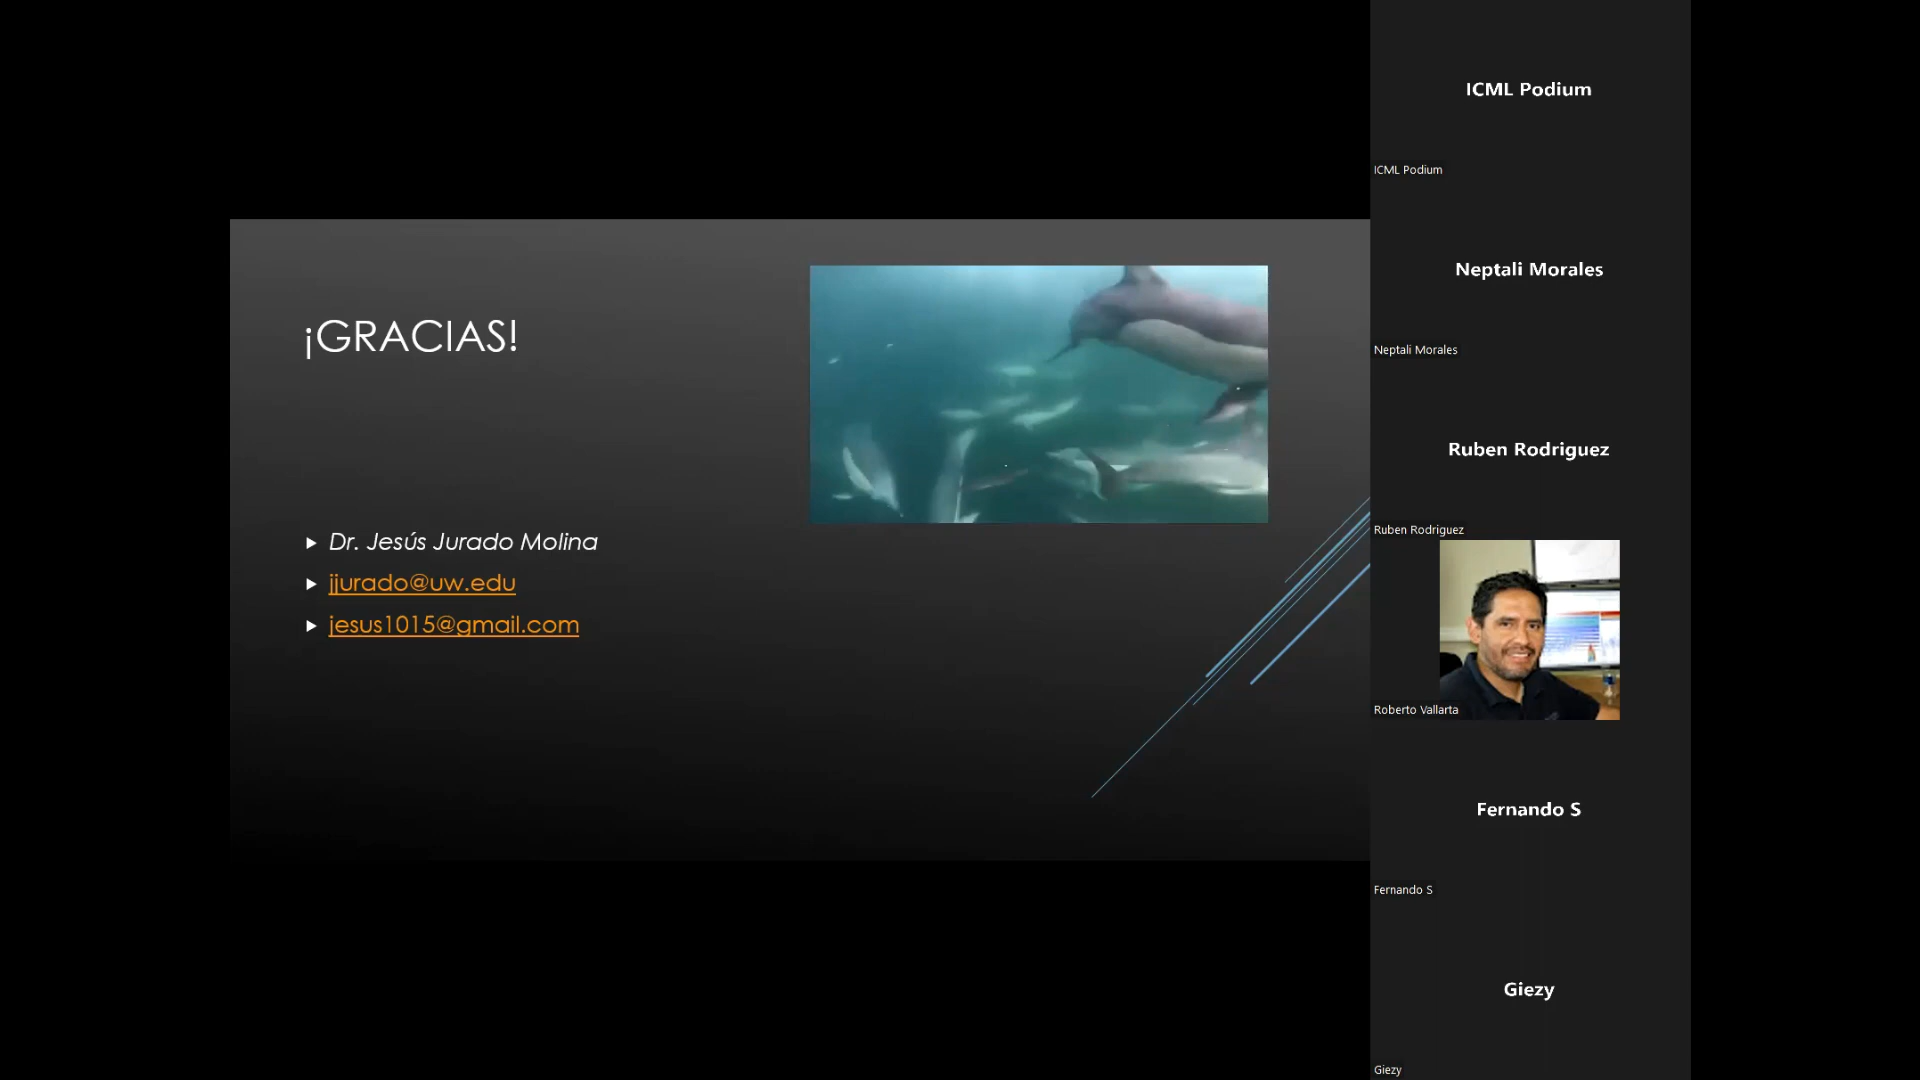 ¡GRACIAS!
Dr. Jesús Jurado Molina
jjurado@uw.edu
jesus1015@gmail.com
ICML Podium
ICML Podium
Neptali Morales
Neptali Morales
Ruben Rodriguez
Ruben Rodriguez
Roberto Vallarta
Fernando S
Fernando S
Giezy
Giezy